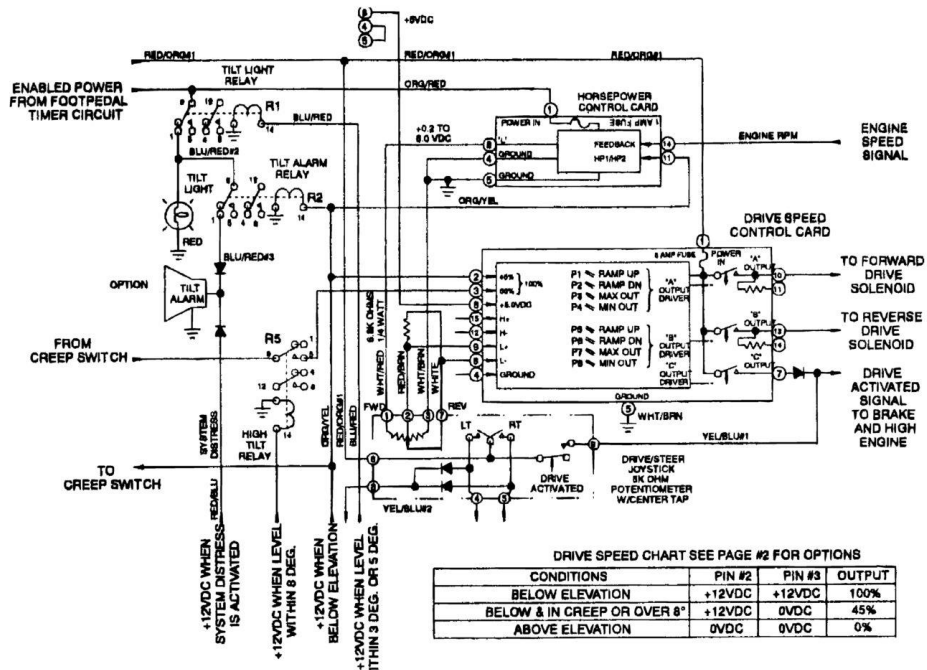 +5VDC
RED/ORG#1
RED/ORG#1
RED/ORG#1
TILT LIGHT
RELAY
ORG/RED
ENABLED POWER
FROM FOOTPEDAL
TIMER CIRCUIT
R1
BLU/RED
HORSEPOWER
CONTROL CARD
POWER IN
1 AMP FUSE
+0.2 TO
FEEDBACK
HP1/HP2
GROUND
GROUND
ENGINE RPM
ENGINE
SPEED
SIGNAL
BLU/RED#2
TILT
LIGHT
TILT ALARM
RELAY
R2
ORG/YEL
RED
BLU/RED#3
OPTION
TILT
ALARM
DRIVE SPEED
CONTROL CARD
POWER
IN
"A"
OUTPUT
TO FORWARD
DRIVE
SOLENOID
100%
+5.0VDC
H+
H-
L+
L-
GROUND
P1 RAMP UP
P2 RAMP DN
P3 MAX OUT
P4 MIN OUT
"A"
OUTPUT
DRIVER
P5 RAMP UP
P6 RAMP DN
P7 MAX OUT
P8 MIN OUT
"B"
OUTPUT
DRIVER
"C"
OUTPUT
DRIVER
"B"
OUTPUT
TO REVERSE
DRIVE
SOLENOID
"C"
OUTPUT
DRIVE
ACTIVATED
SIGNAL
TO BRAKE
AND HIGH
ENGINE
GROUND
WHT/BRN
YEL/BLU#1
FROM
CREEP SWITCH
R5
HIGH
TILT
RELAY
1/4 WATT
WHT/RED
RED/BRN
WHT/BRN
WHITE
FWD
REV
LT
RT
DRIVE
ACTIVATED
DRIVE/STEER
JOYSTICK
5K OHM
POTENTIOMETER
W/CENTER TAP
YEL/BLU#2
SYSTEM
DISTRESS
RED/BLU
ORG/YEL
RED/ORG#1
BLU/RED
TO
CREEP SWITCH
+12VDC WHEN
SYSTEM DISTRESS
IS ACTIVATED
+12VDC WHEN LEVEL
WITHIN 8 DEG.
+12VDC WHEN
BELOW ELEVATION
+12VDC WHEN LEVEL
WITHIN 3 DEG. OR 5 DEG.
DRIVE SPEED CHART SEE PAGE #2 FOR OPTIONS
CONDITIONS PIN #2 PIN #3 OUTPUT
BELOW ELEVATION +12VDC +12VDC 100%
BELOW & IN CREEP OR OVER 8° +12VDC 0VDC 45%
ABOVE ELEVATION 0VDC 0VDC 0%